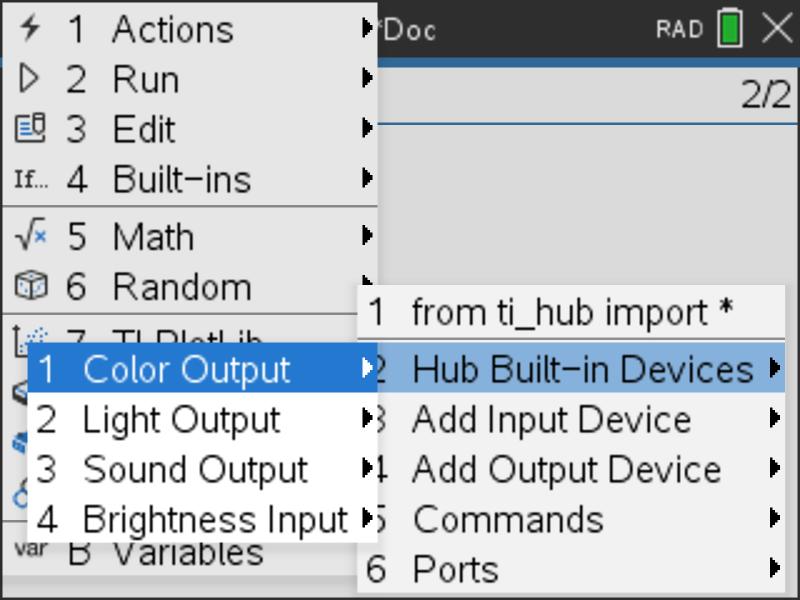 1 Actions
*Doc
RAD
2 Run
2/2
3 Edit
If... 4 Built-ins
√x 5 Math
6 Random
1 from ti_hub import *
7 TI PlotLib
1 Color Output
2 Hub Built-in Devices
2 Light Output
3 Add Input Device
3 Sound Output
4 Add Output Device
4 Brightness Input
5 Commands
var B Variables
6 Ports